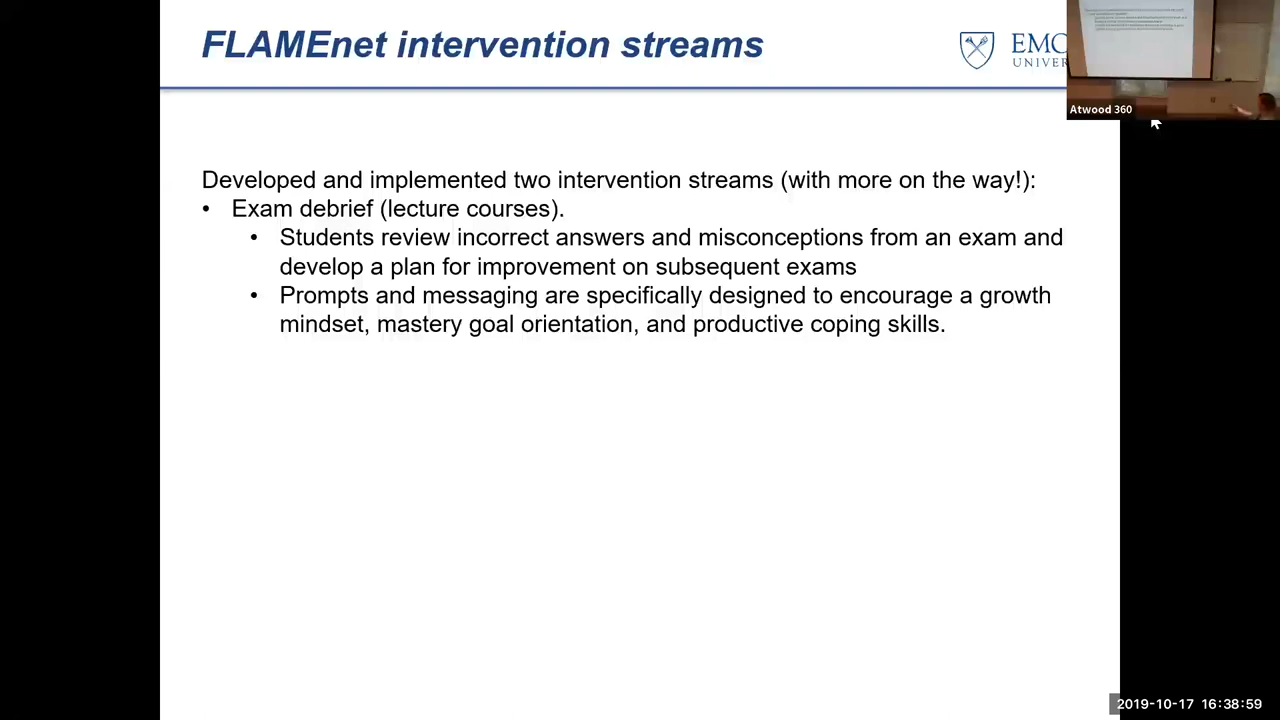 FLAMEnet intervention streams
EMO
UNIVER
Atwood 360
Developed and implemented two intervention streams (with more on the way!):
• Exam debrief (lecture courses).
• Students review incorrect answers and misconceptions from an exam and
develop a plan for improvement on subsequent exams
• Prompts and messaging are specifically designed to encourage a growth
mindset, mastery goal orientation, and productive coping skills.
2019-10-17 16:38:59